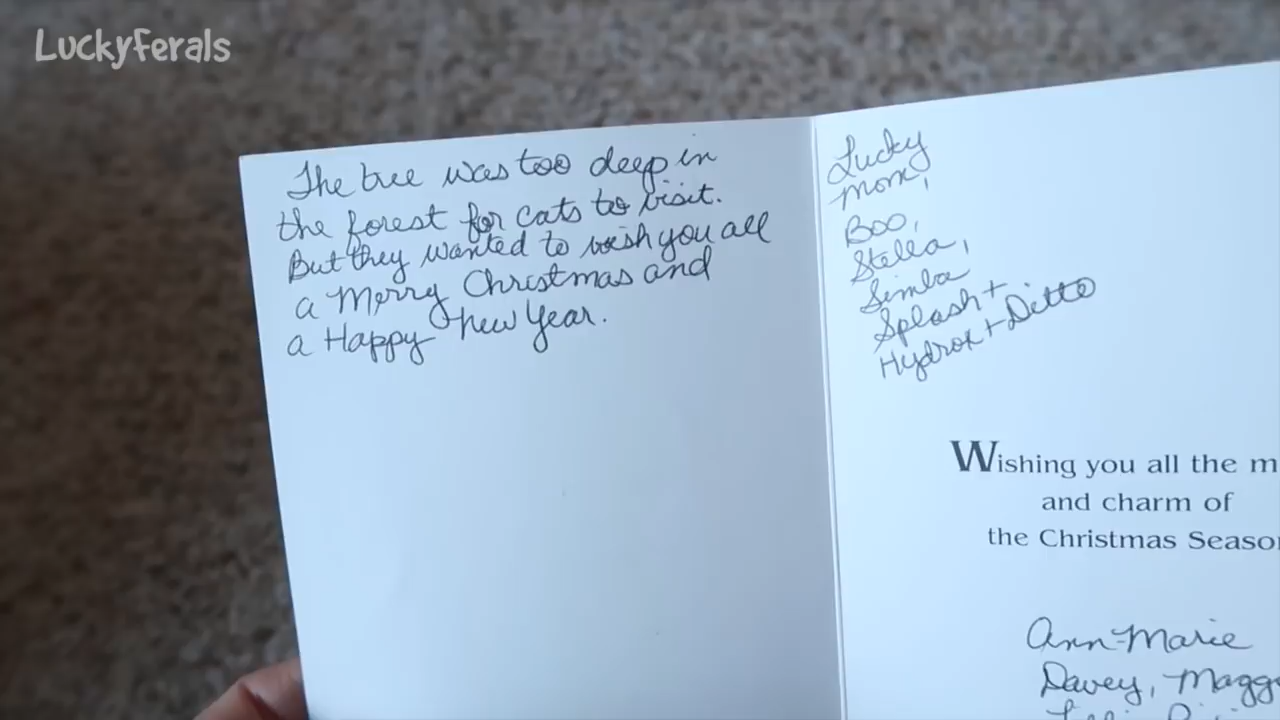 LuckyFerals
The tree was too deep in
the forest for cats to visit.
But they wanted to wish you all
a Merry Christmas and
a Happy New Year.
Lucky
Mom,
Boo,
Stella,
Simba
Splash +
Hydrox + Ditto
Wishing you all the m
and charm of
the Christmas Seaso
Ann-Marie
Davey, Magg